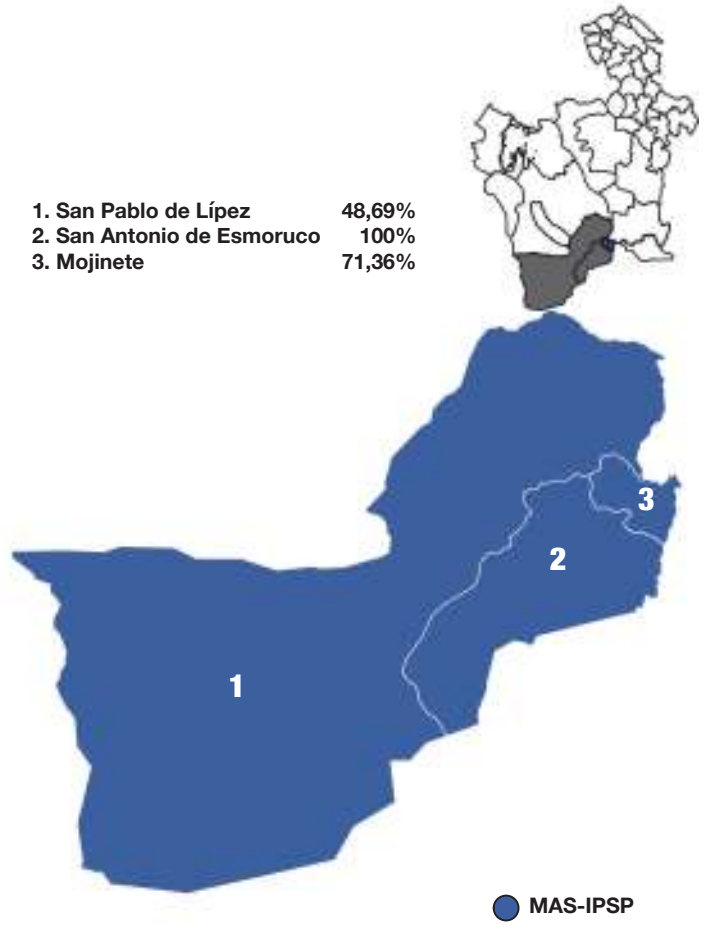 1. San Pablo de Lípez 48,69%
2. San Antonio de Esmoruco 100%
3. Mojinete 71,36%
3
2
1
MAS-IPSP